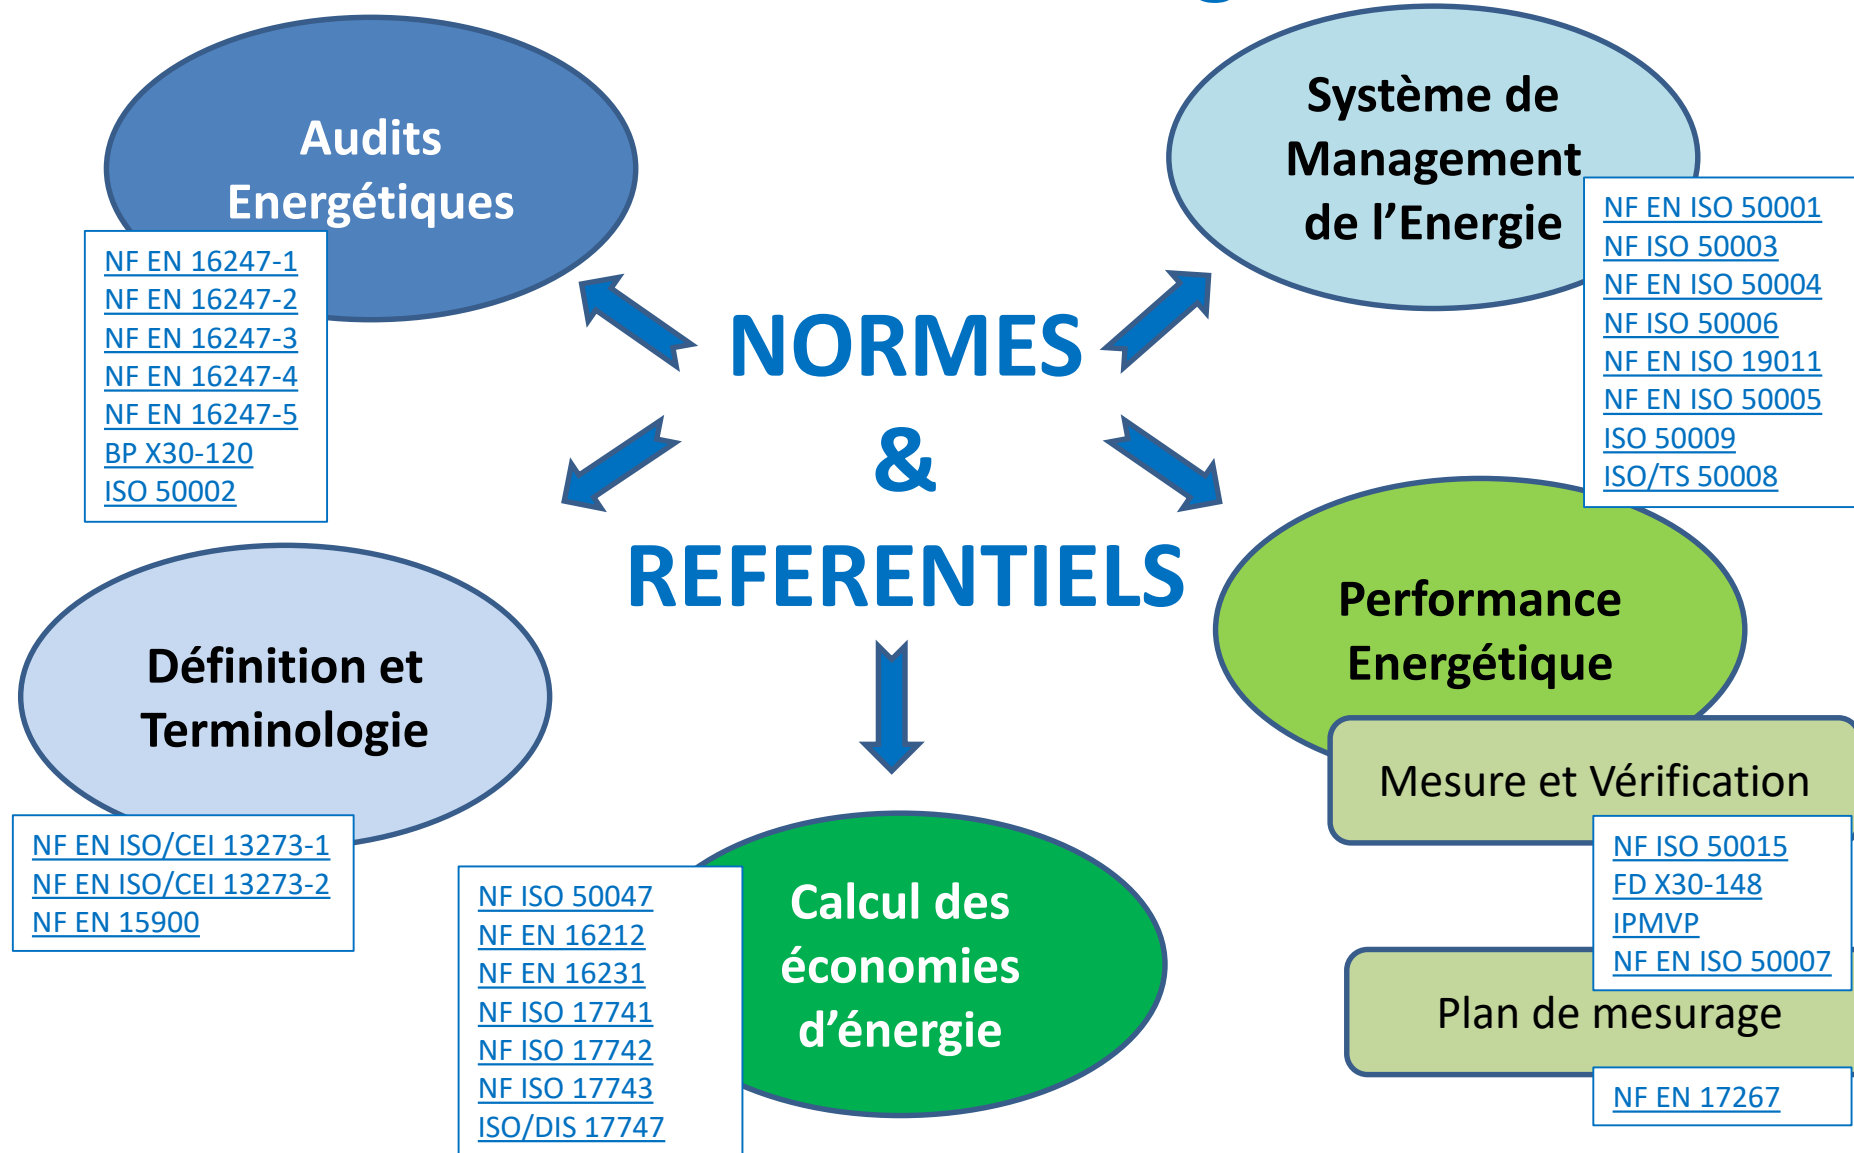 Audits
Energétiques
NF EN 16247-1
NF EN 16247-2
NF EN 16247-3
NF EN 16247-4
NF EN 16247-5
BP X30-120
ISO 50002
Système de
Management
de l’Energie
NF EN ISO 50001
NF ISO 50003
NF EN ISO 50004
NF ISO 50006
NF EN ISO 19011
NF EN ISO 50005
ISO 50009
ISO/TS 50008
NORMES
&
REFERENTIELS
Définition et
Terminologie
NF EN ISO/CEI 13273-1
NF EN ISO/CEI 13273-2
NF EN 15900
Calcul des
économies
d’énergie
NF ISO 50047
NF EN 16212
NF EN 16231
NF ISO 17741
NF ISO 17742
NF ISO 17743
ISO/DIS 17747
Performance
Energétique
Mesure et Vérification
NF ISO 50015
FD X30-148
IPMVP
NF EN ISO 50007
Plan de mesurage
NF EN 17267